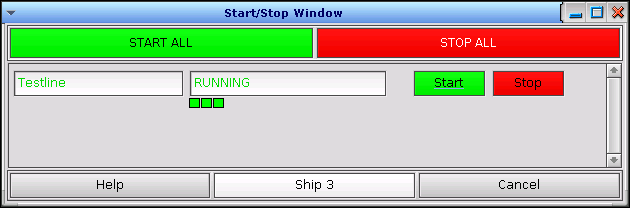 Start/Stop Window
START ALL
STOP ALL
Testline
RUNNING
Start
Stop
Help
Ship 3
Cancel